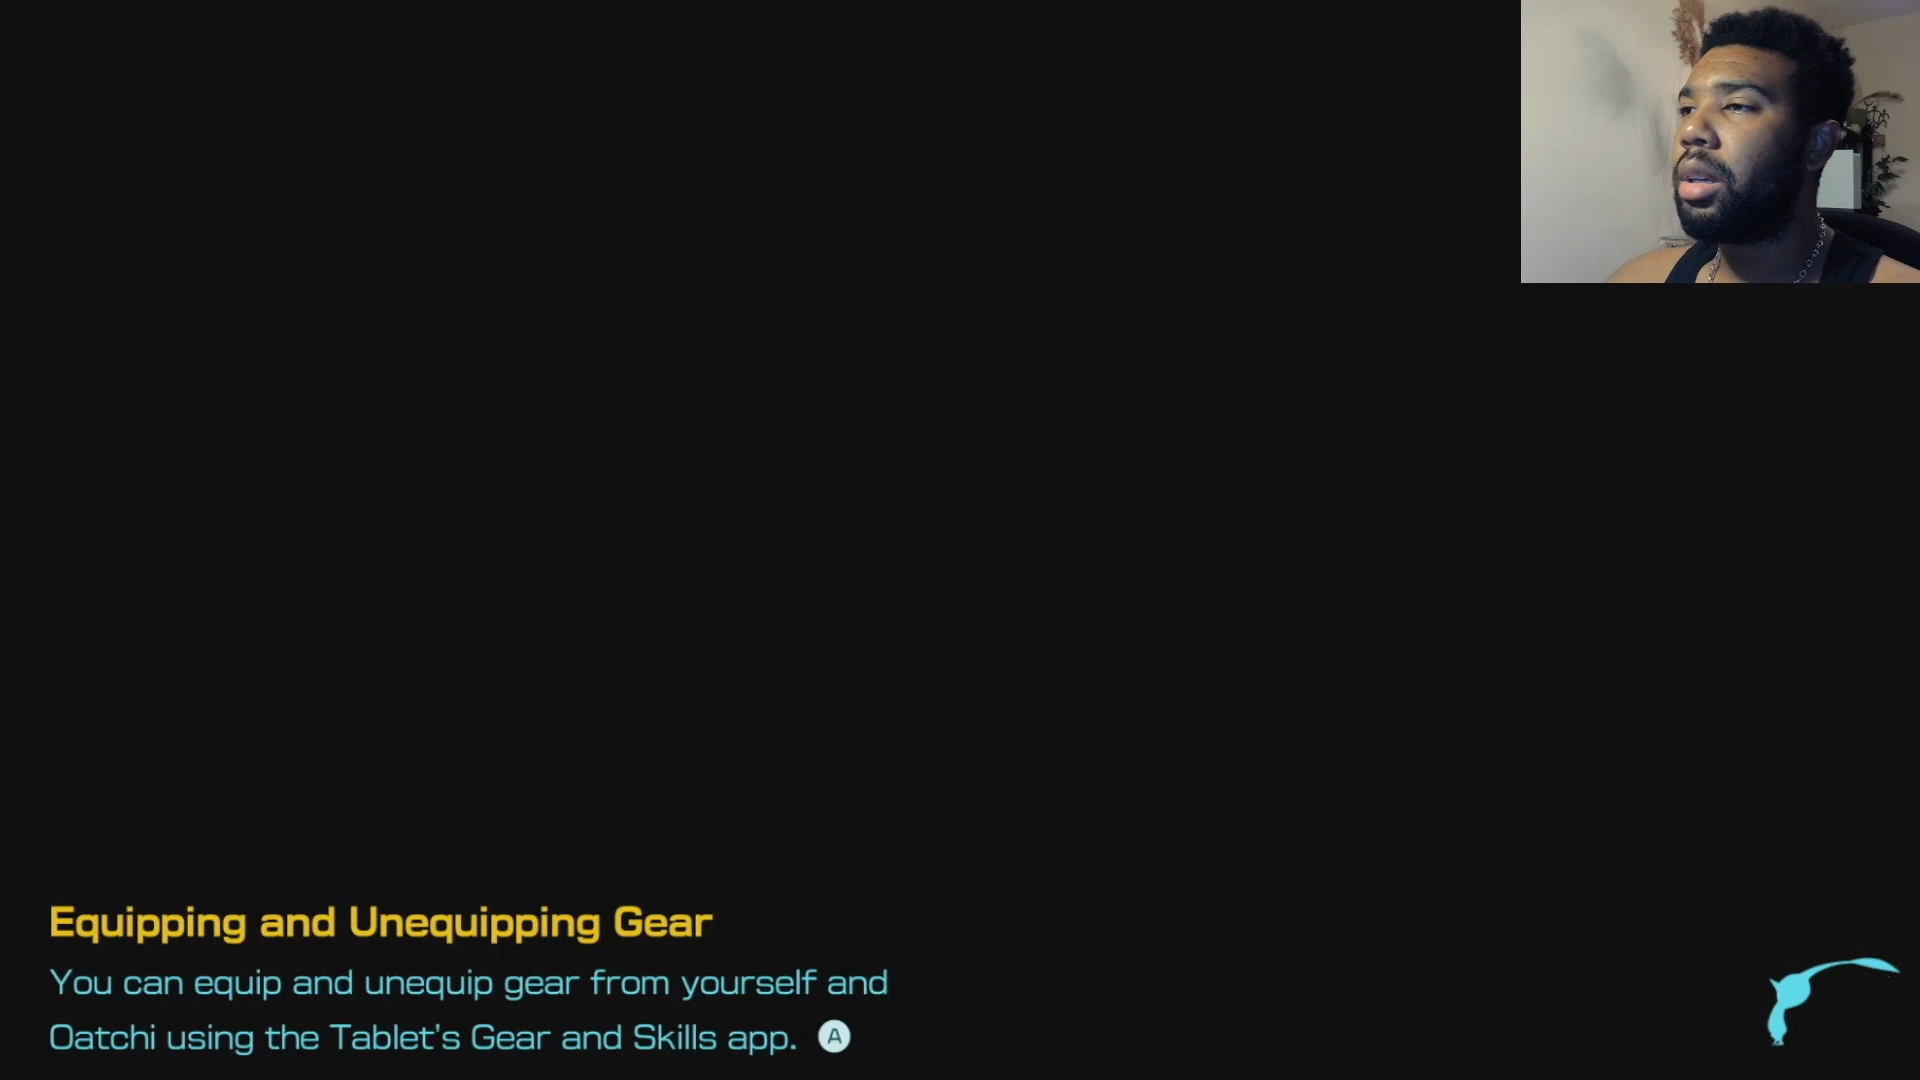 Equipping and Unequipping Gear
You can equip and unequip gear from yourself and
Oatchi using the Tablet's Gear and Skills app. A